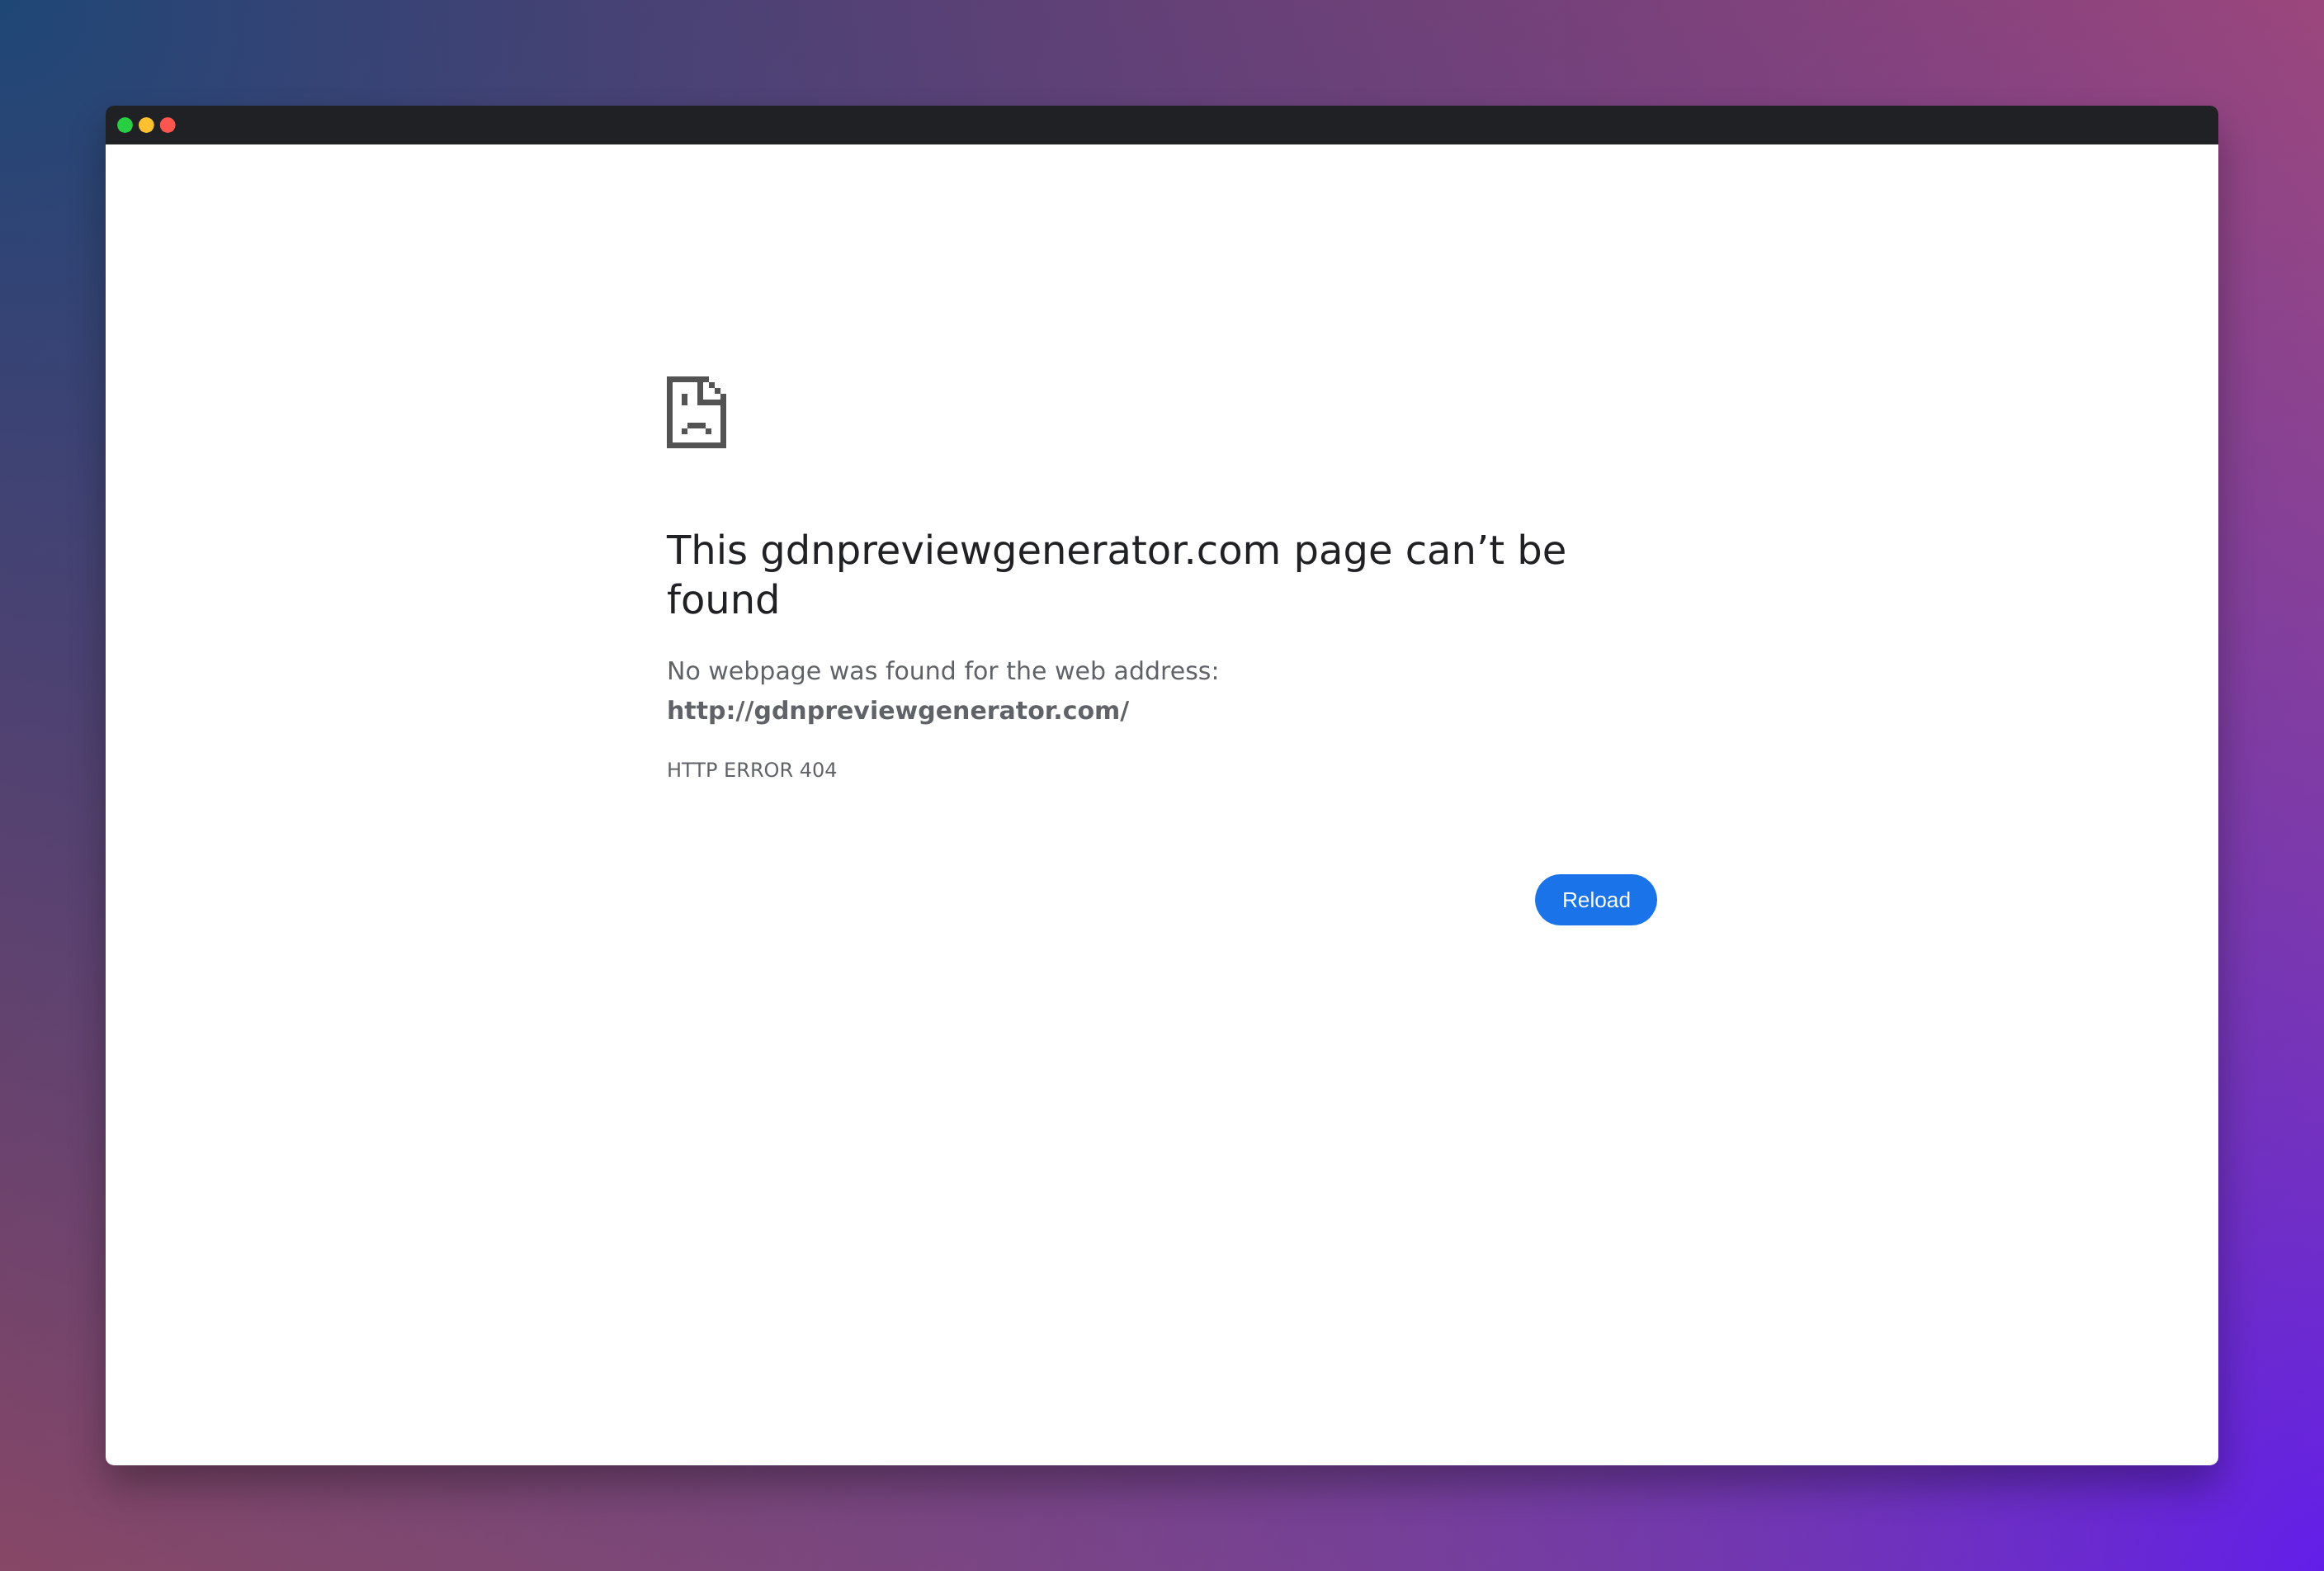 This gdnpreviewgenerator.com page can’t be
found
No webpage was found for the web address:
http://gdnpreviewgenerator.com/
HTTP ERROR 404
Reload